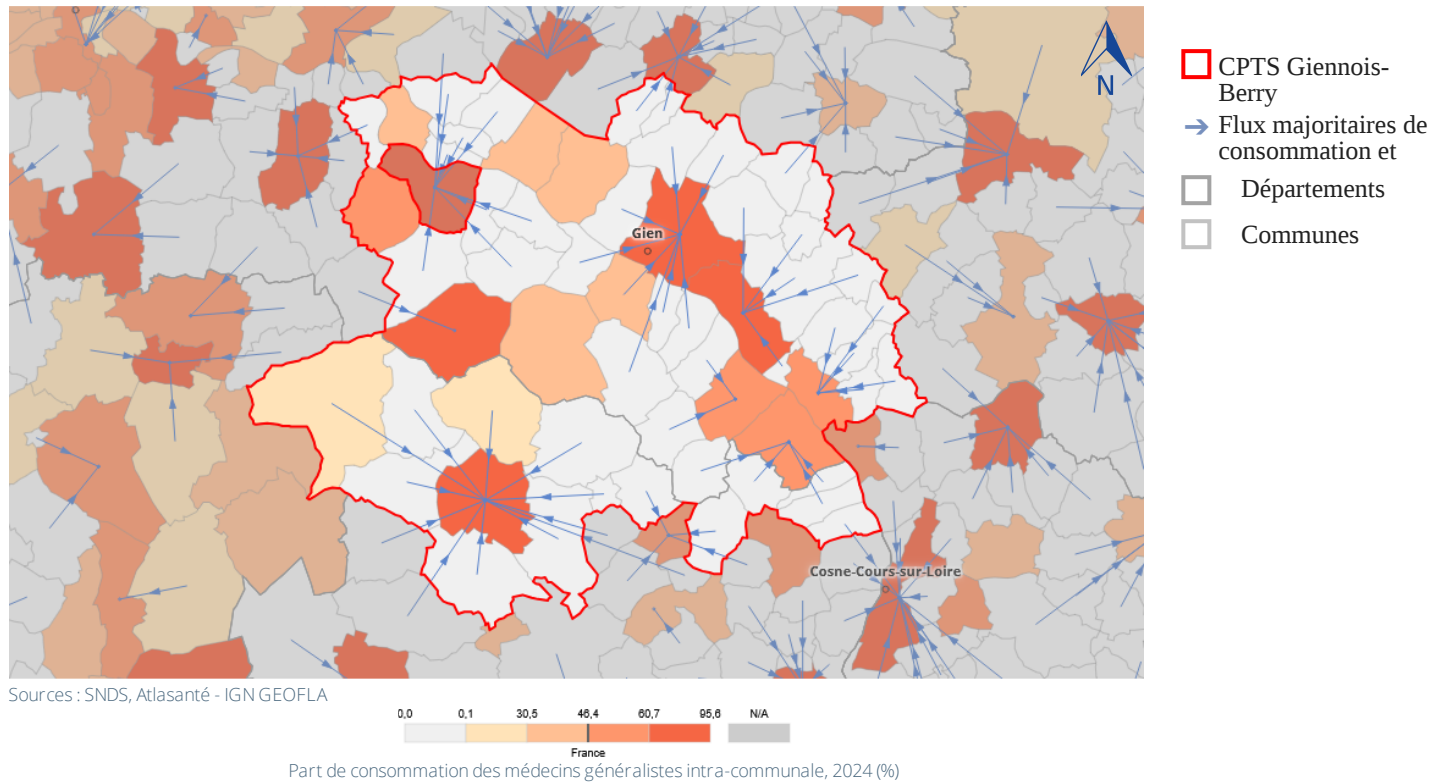 N
Gien
Cosne-Cours-sur-Loire
CPTS Giennois-
Berry
Flux majoritaires de
consommation et
Départements
Communes
Sources : SNDS, Atlasanté - IGN GEOFLA
0,0 0,1 30,5 46,4 60,7 95,6 N/A
France
Part de consommation des médecins généralistes intra-communale, 2024 (%)